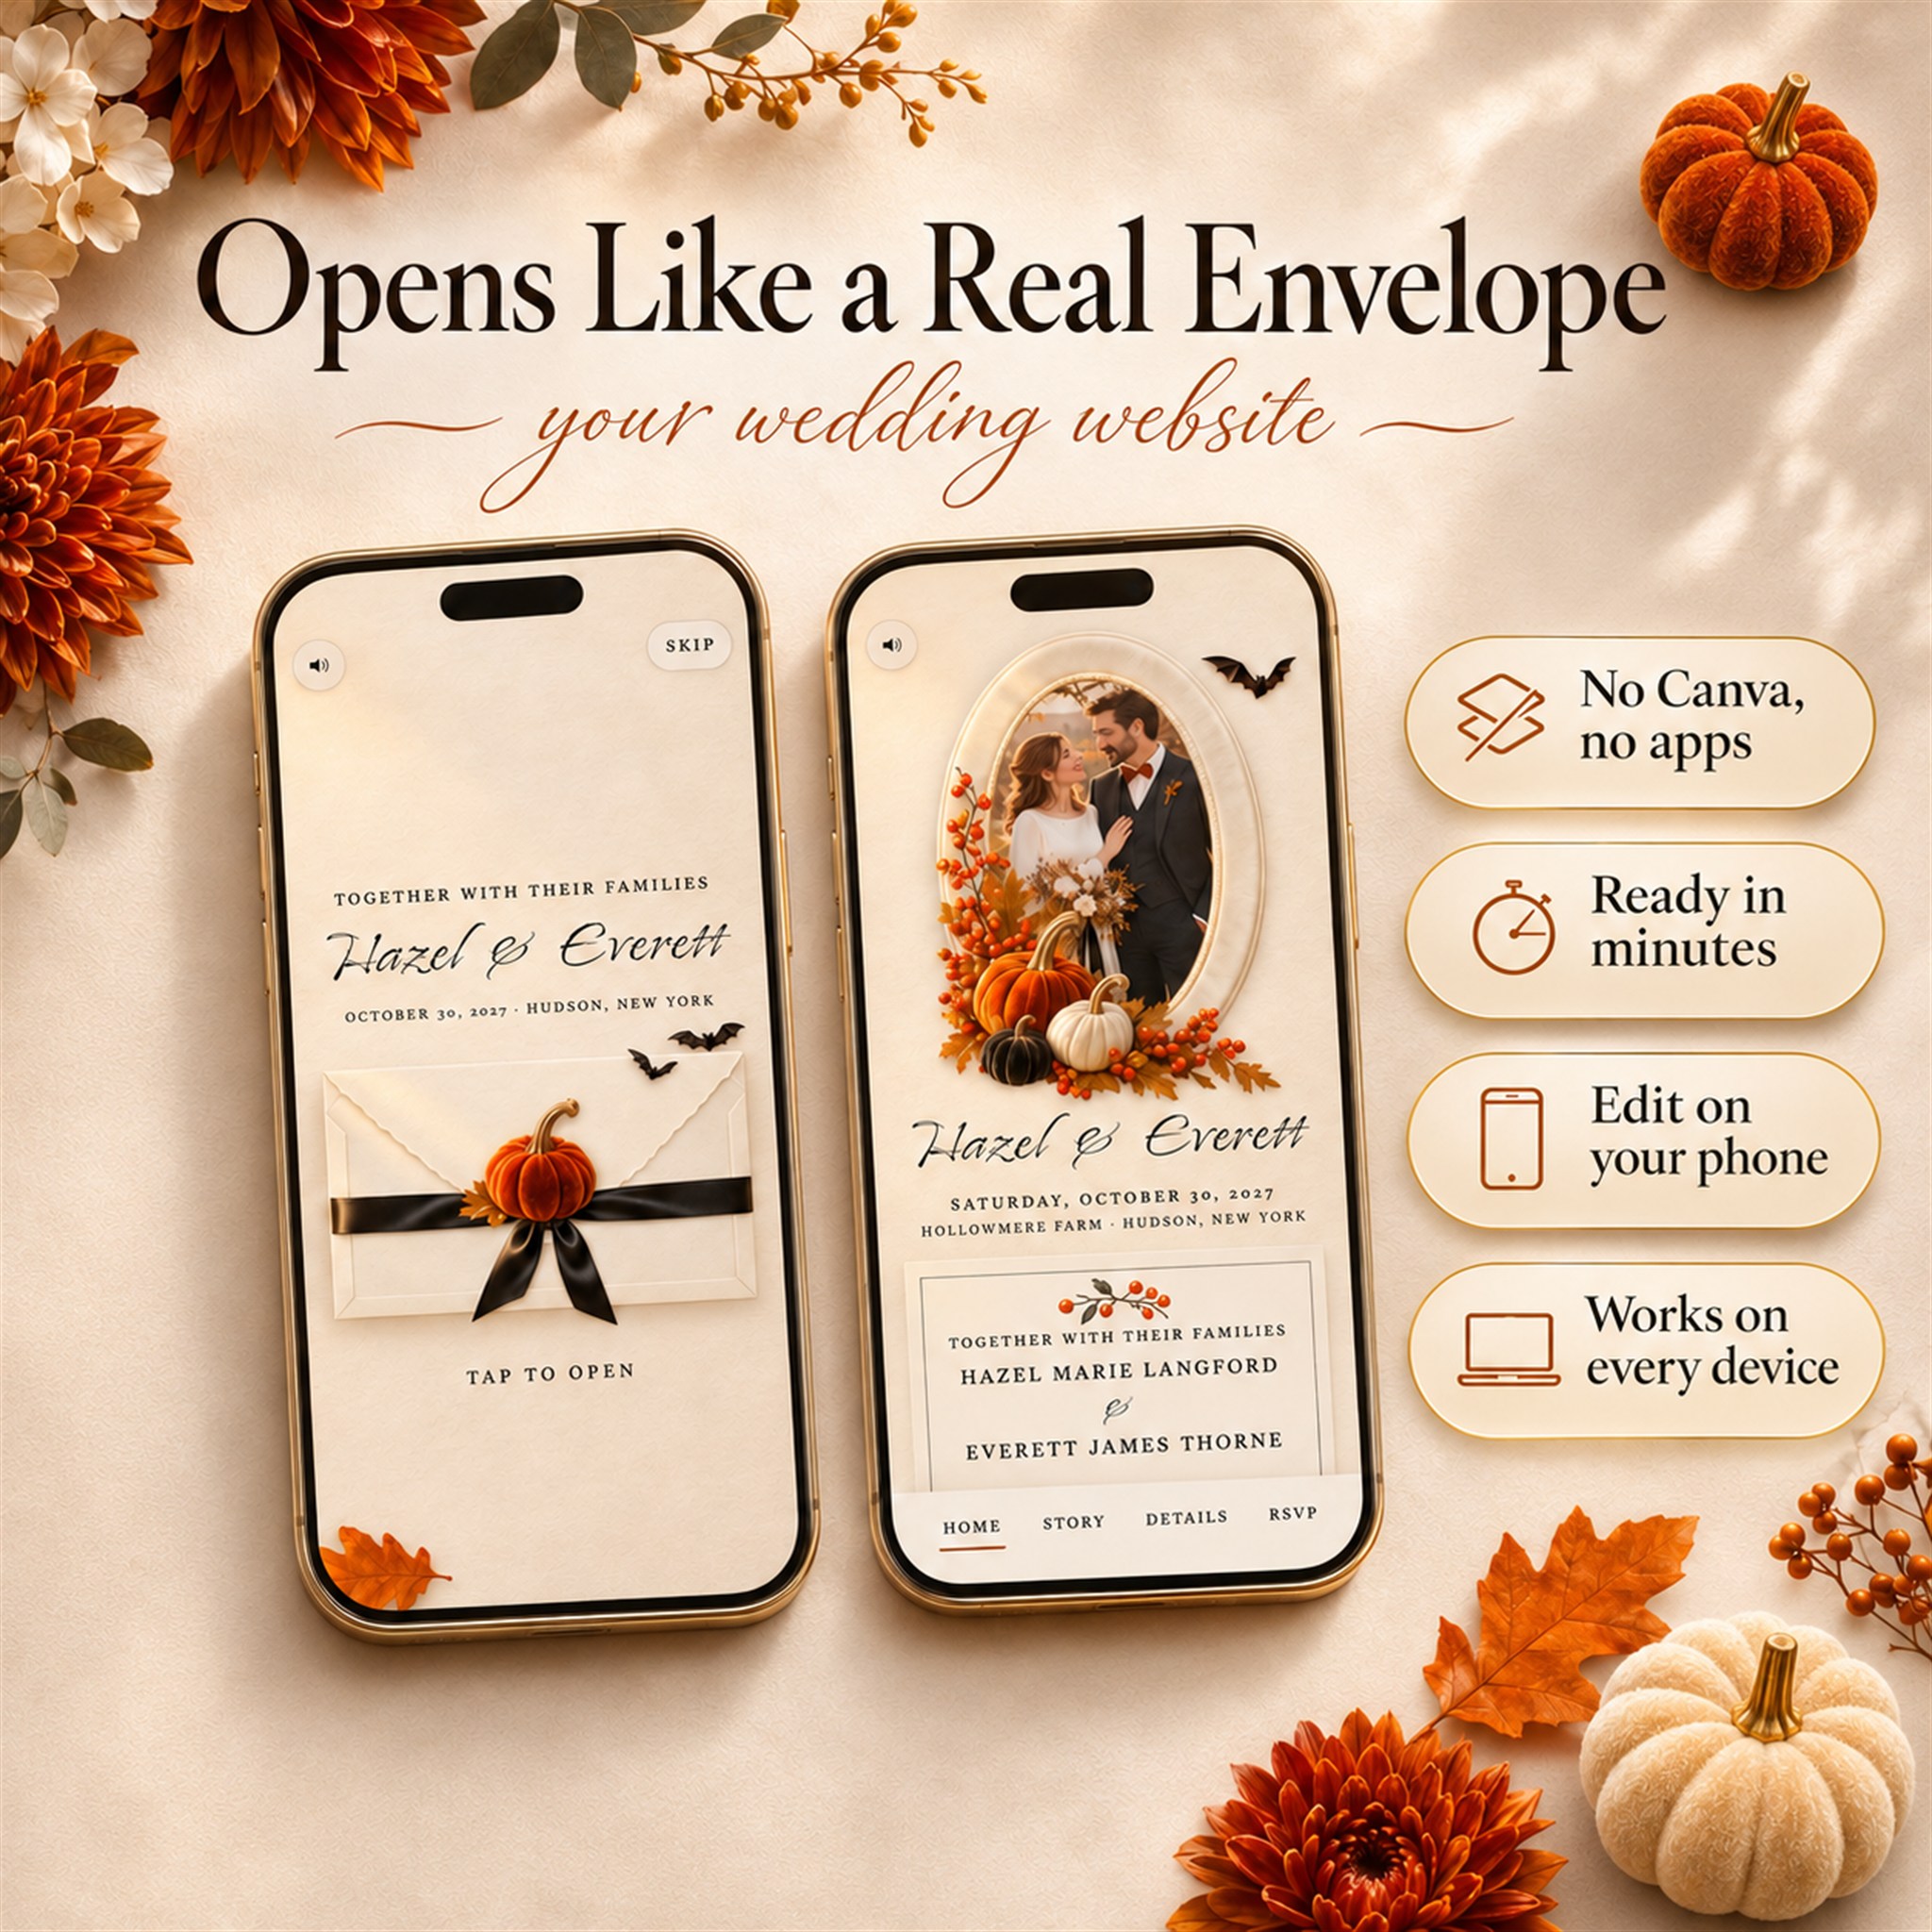 Opens Like a Real Envelope
your wedding website
SKIP
TOGETHER WITH THEIR FAMILIES
Hazel & Everett
OCTOBER 30, 2027 · HUDSON, NEW YORK
TAP TO OPEN
Hazel & Everett
SATURDAY, OCTOBER 30, 2027
HOLLOWMERE FARM · HUDSON, NEW YORK
TOGETHER WITH THEIR FAMILIES
HAZEL MARIE LANGFORD
&
EVERETT JAMES THORNE
HOME STORY DETAILS RSVP
No Canva,
no apps
Ready in
minutes
Edit on
your phone
Works on
every device